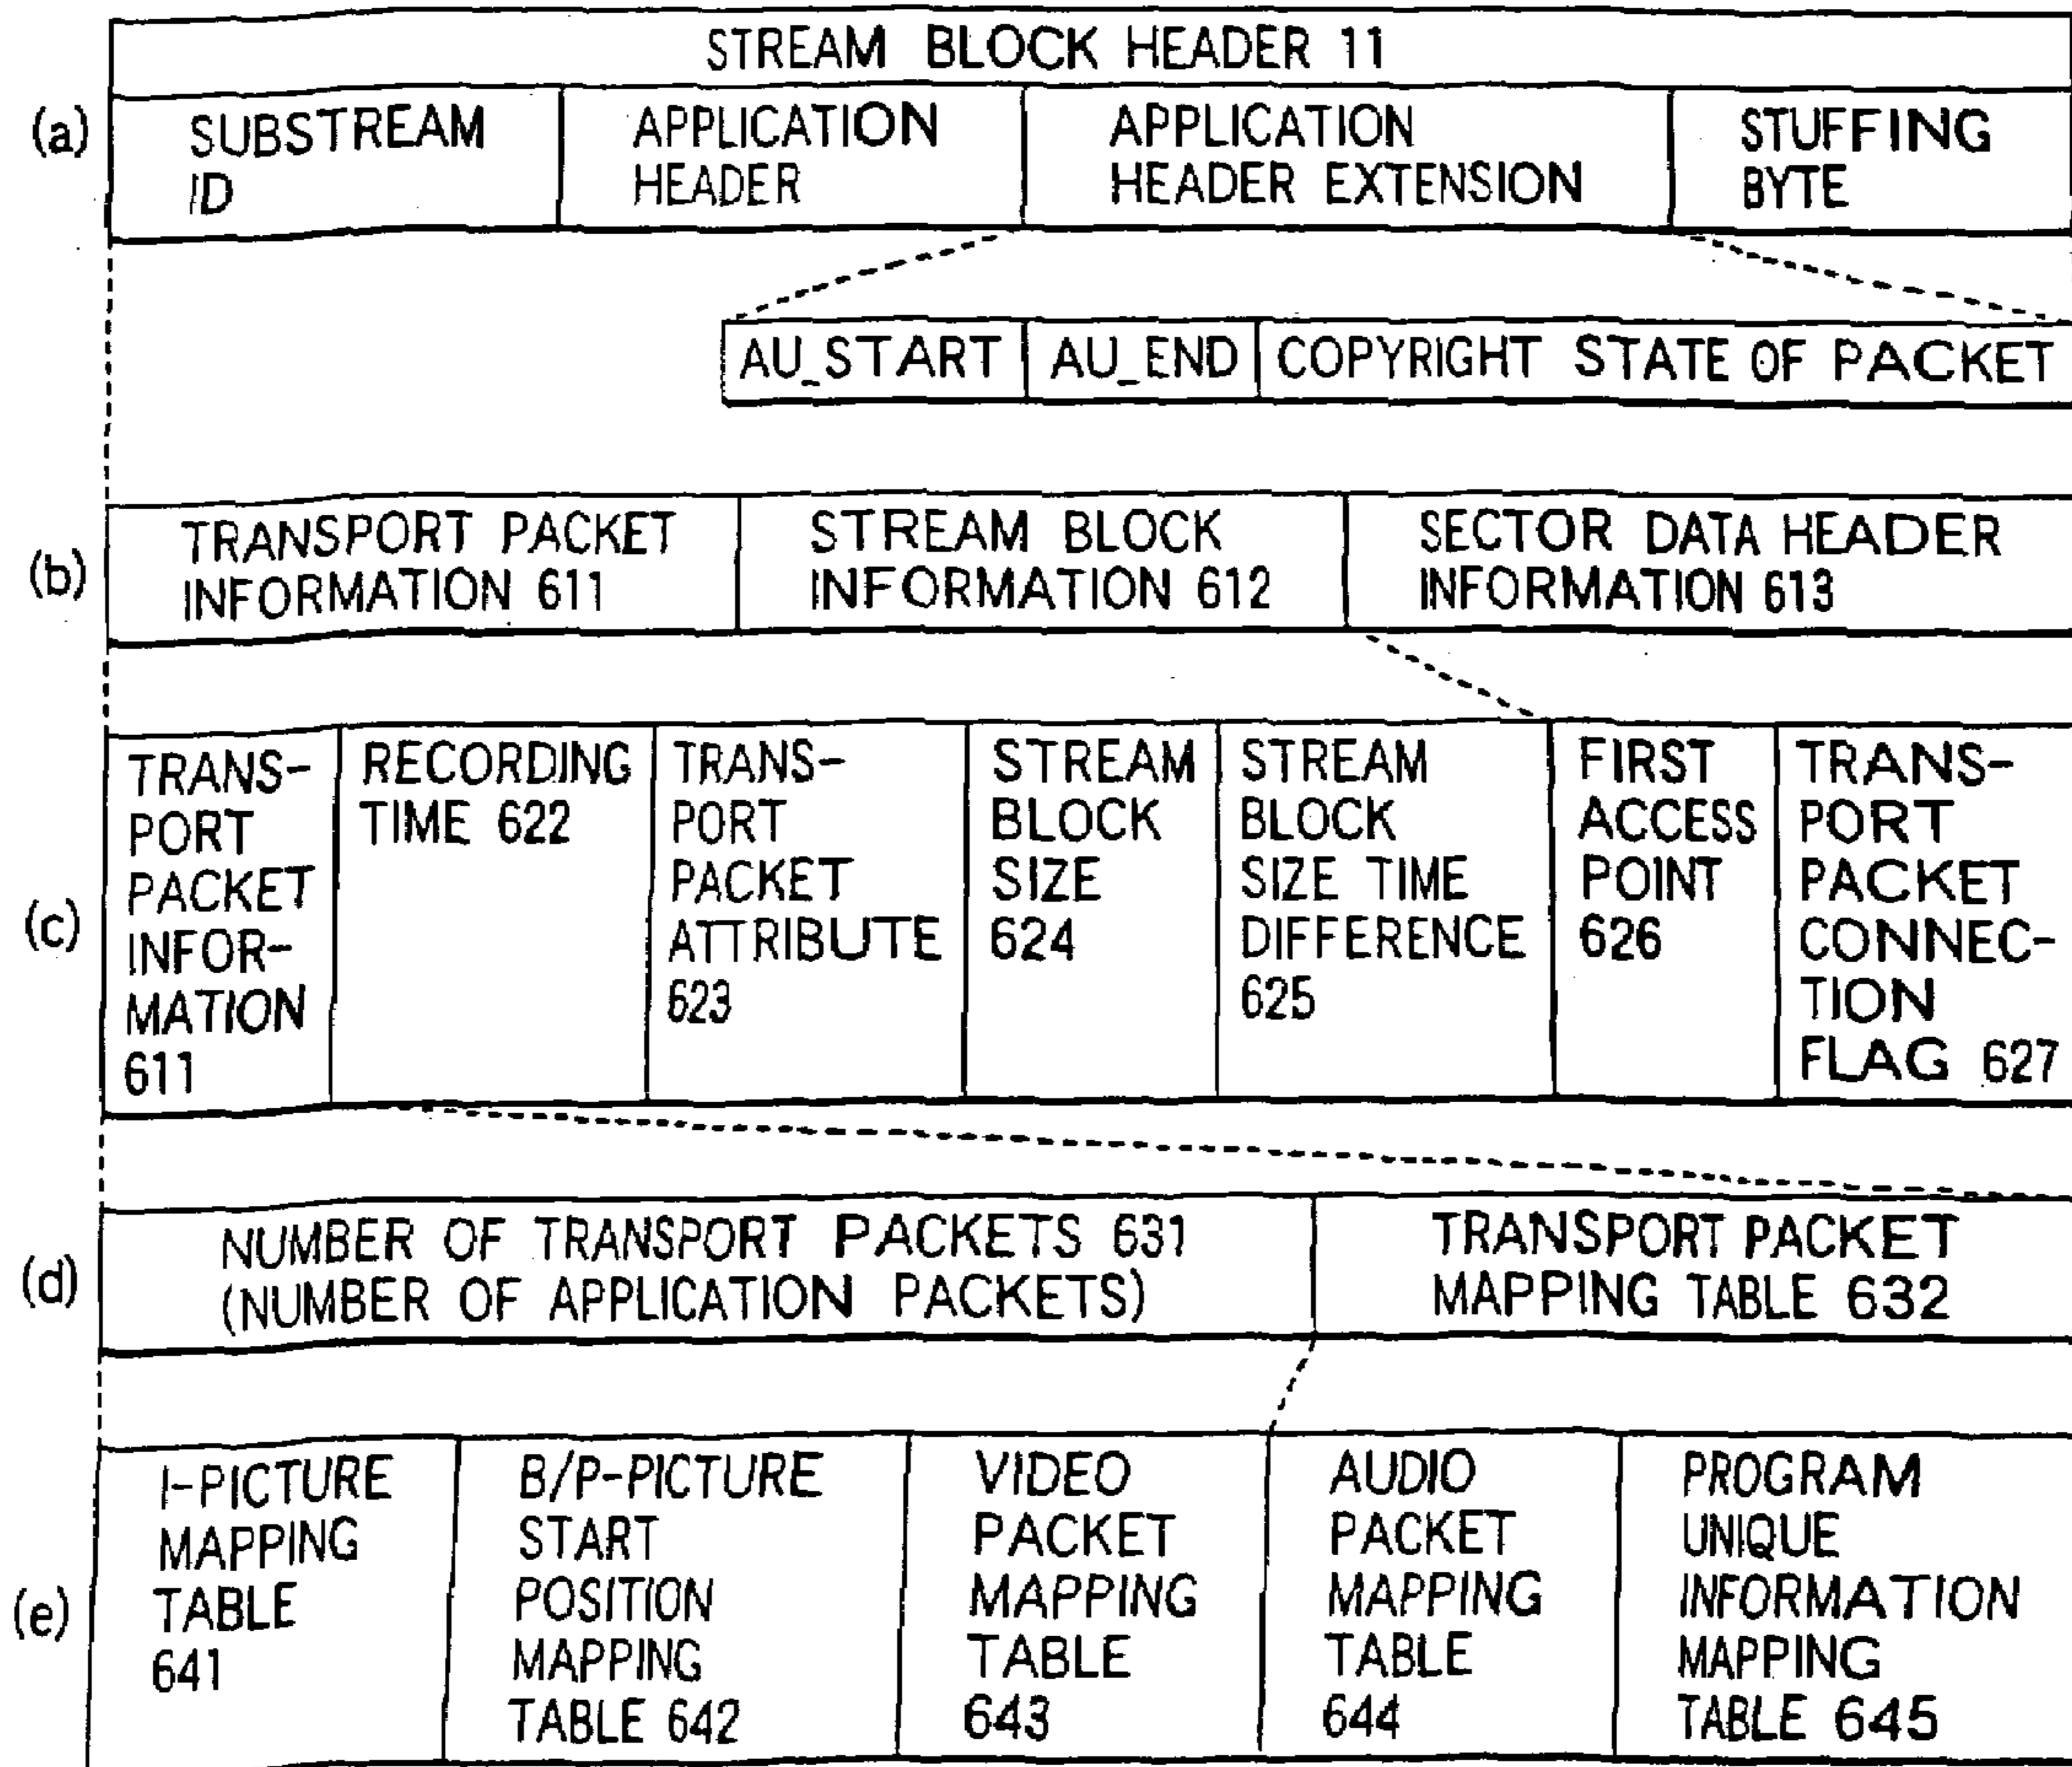 STREAM BLOCK HEADER 11
(a)
SUBSTREAM
ID
APPLICATION
HEADER
APPLICATION
HEADER EXTENSION
STUFFING
BYTE
AU_START
AU_END
COPYRIGHT STATE OF PACKET
(b)
TRANSPORT PACKET
INFORMATION 611
STREAM BLOCK
INFORMATION 612
SECTOR DATA HEADER
INFORMATION 613
(c)
TRANS-
PORT
PACKET
INFOR-
MATION
611
RECORDING
TIME 622
TRANS-
PORT
PACKET
ATTRIBUTE
623
STREAM
BLOCK
SIZE
624
STREAM
BLOCK
SIZE TIME
DIFFERENCE
625
FIRST
ACCESS
POINT
626
TRANS-
PORT
PACKET
CONNEC-
TION
FLAG 627
(d)
NUMBER OF TRANSPORT PACKETS 631
(NUMBER OF APPLICATION PACKETS)
TRANSPORT PACKET
MAPPING TABLE 632
(e)
I-PICTURE
MAPPING
TABLE
641
B/P-PICTURE
START
POSITION
MAPPING
TABLE 642
VIDEO
PACKET
MAPPING
TABLE
643
AUDIO
PACKET
MAPPING
TABLE
644
PROGRAM
UNIQUE
INFORMATION
MAPPING
TABLE 645